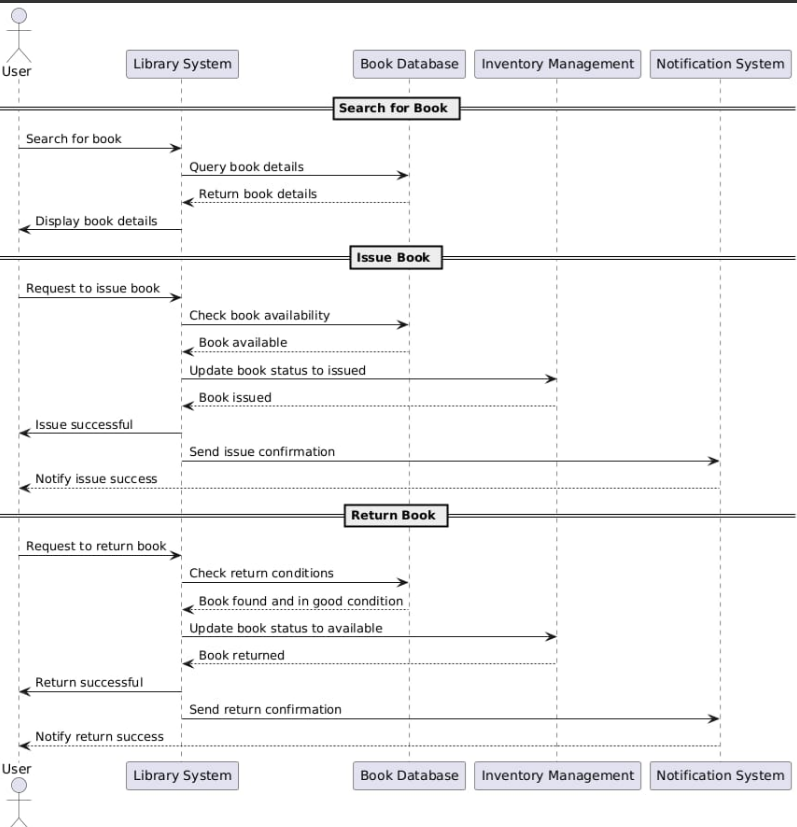 User
Library System
Book Database
Inventory Management
Notification System
Search for Book
Search for book
Query book details
Return book details
Display book details
Issue Book
Request to issue book
Check book availability
Book available
Update book status to issued
Book issued
Issue successful
Send issue confirmation
Notify issue success
Return Book
Request to return book
Check return conditions
Book found and in good condition
Update book status to available
Book returned
Return successful
Send return confirmation
Notify return success
User
Library System
Book Database
Inventory Management
Notification System